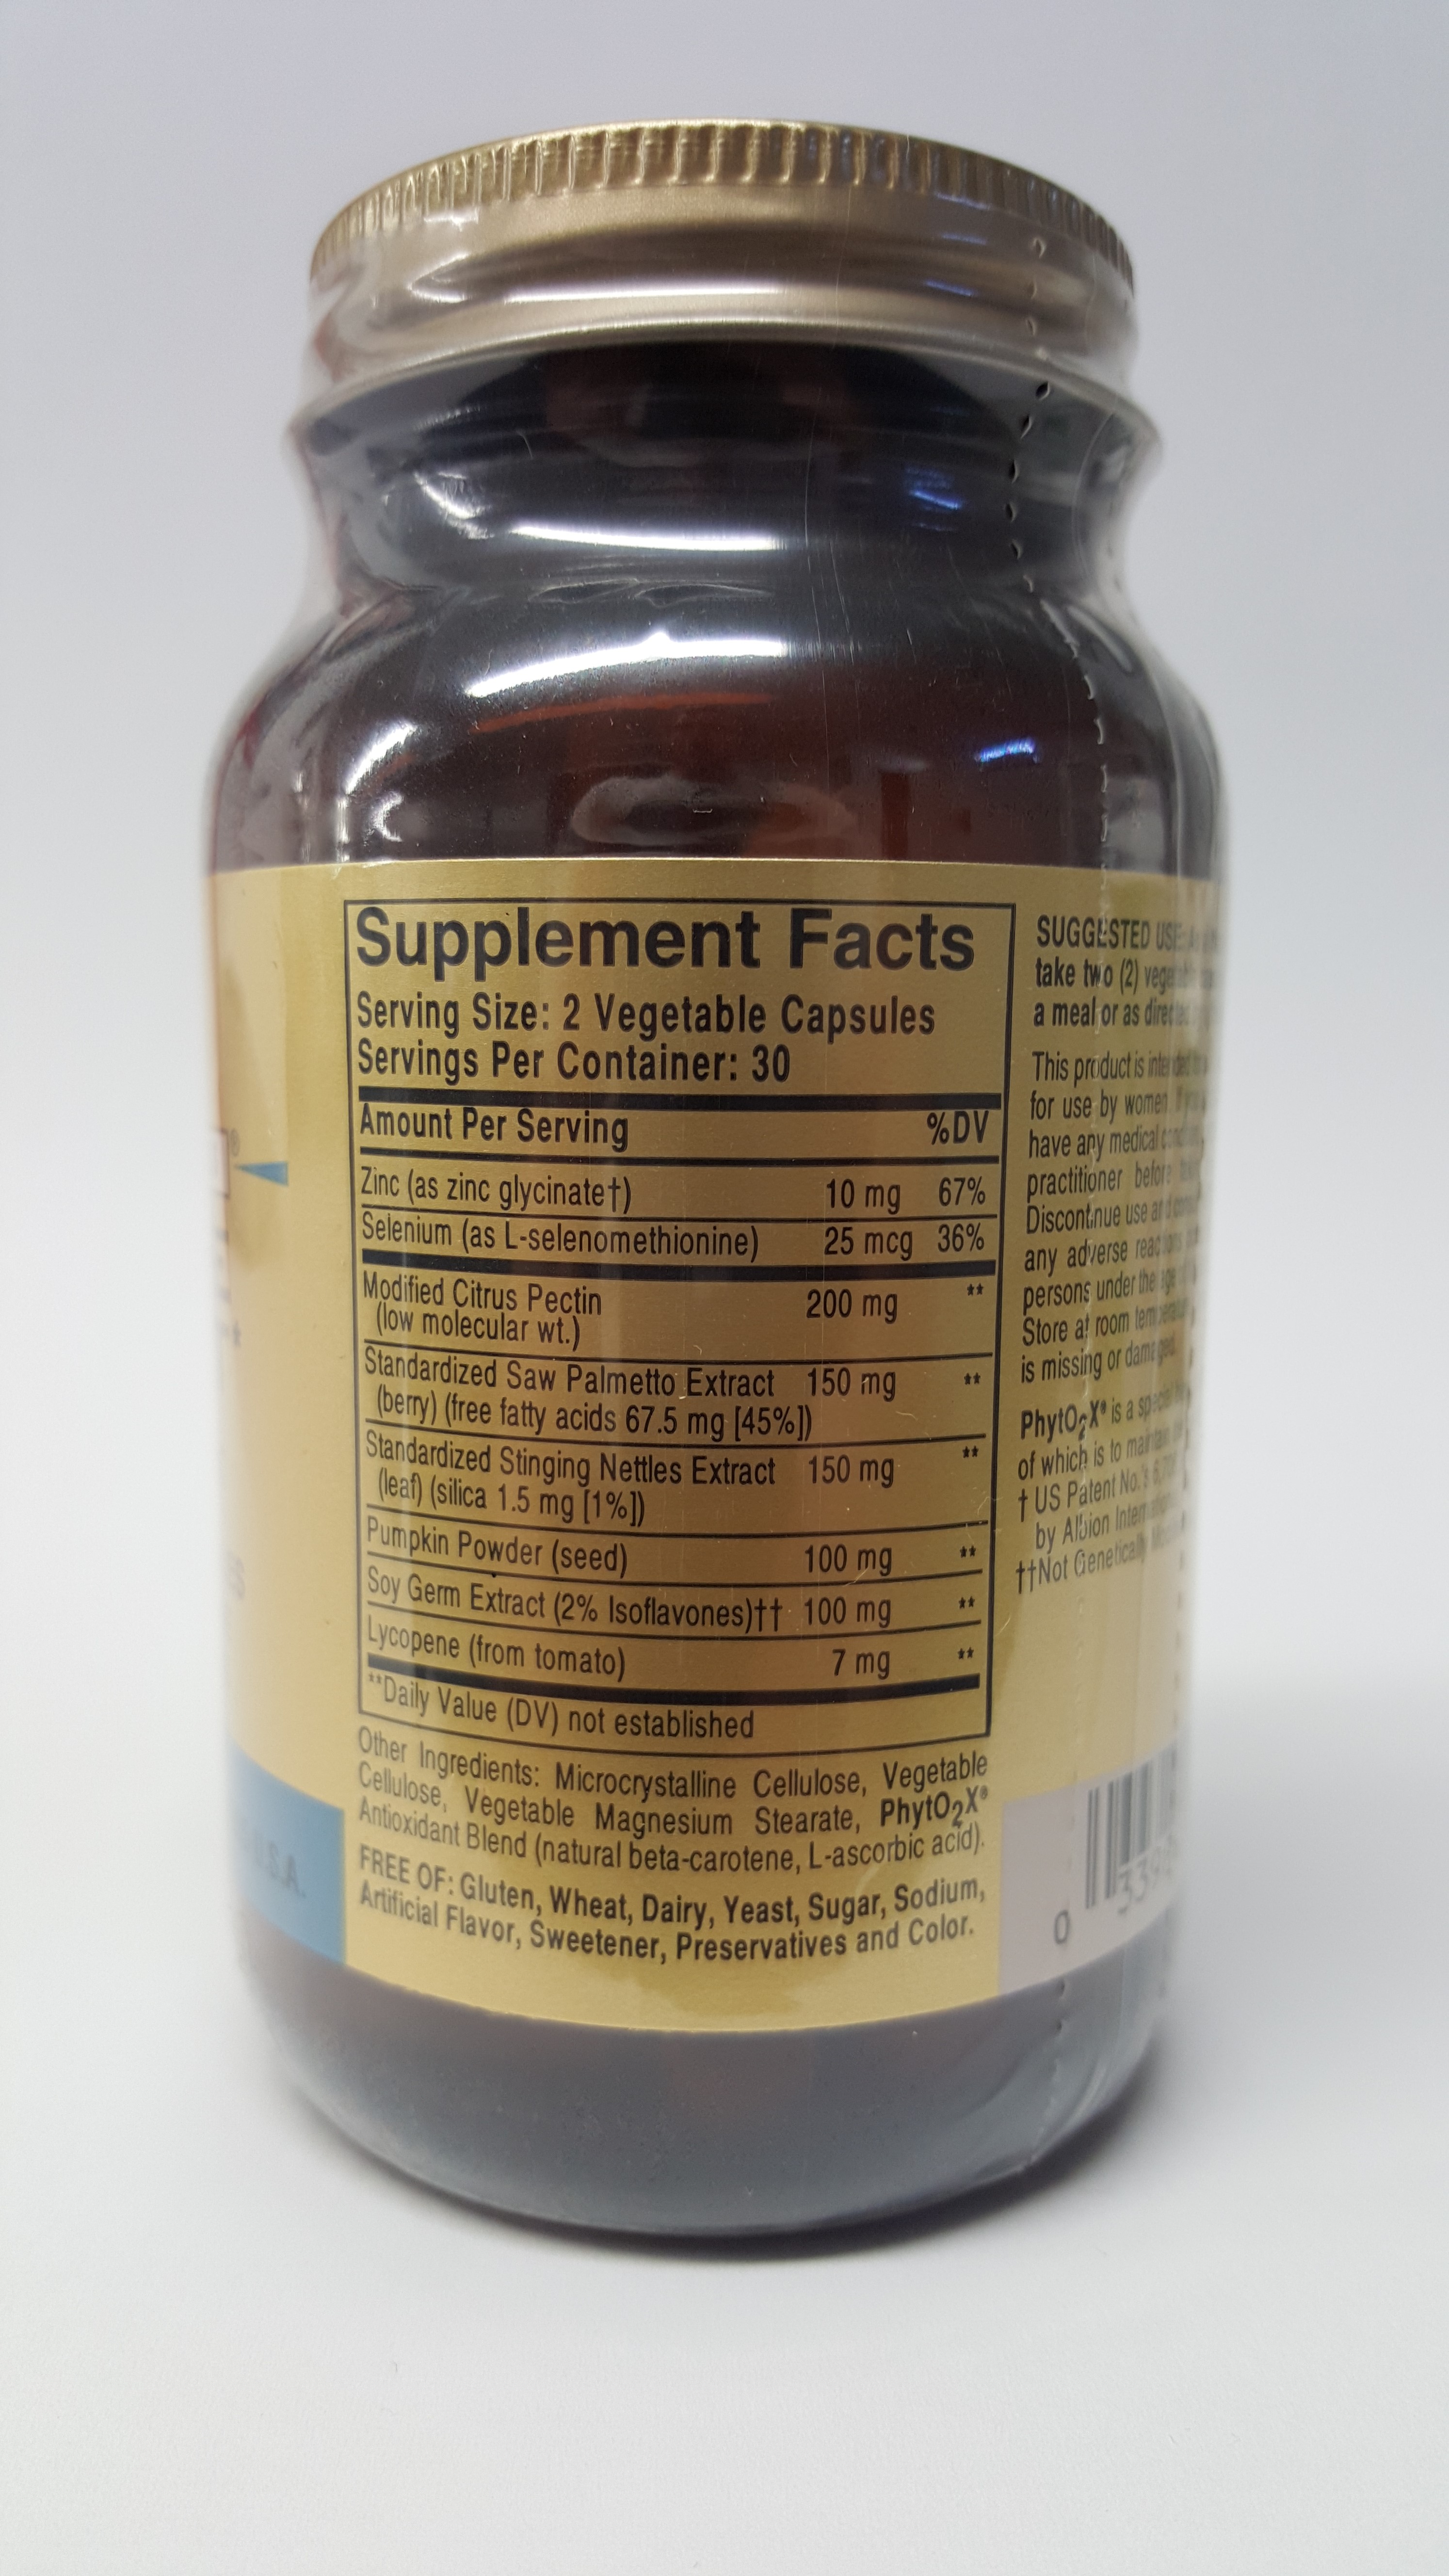 Supplement Facts
Serving Size: 2 Vegetable Capsules
Servings Per Container: 30
Amount Per Serving %DV
Zinc (as zinc glycinate†) 10 mg 67%
Selenium (as L-selenomethionine) 25 mcg 36%
Modified Citrus Pectin 200 mg **
(low molecular wt.)
Standardized Saw Palmetto Extract 150 mg **
(berry) (free fatty acids 67.5 mg [45%])
Standardized Stinging Nettles Extract 150 mg **
(leaf) (silica 1.5 mg [1%])
Pumpkin Powder (seed) 100 mg **
Soy Germ Extract (2% Isoflavones)†† 100 mg **
Lycopene (from tomato) 7 mg **
**Daily Value (DV) not established
Other Ingredients: Microcrystalline Cellulose, Vegetable
Cellulose, Vegetable Magnesium Stearate, PhytO2X®
Antioxidant Blend (natural beta-carotene, L-ascorbic acid).
FREE OF: Gluten, Wheat, Dairy, Yeast, Sugar, Sodium,
Artificial Flavor, Sweetener, Preservatives and Color.
SUGGESTED USE:
take two (2)
a meal or as
This product is
for use by women.
have any medical
practitioner before
Discontinue use
any adverse
persons under the age
Store at room
is missing or damaged.
PhytO2X® is a
of which is to
† US Patent No.'s
by Albion
††Not Genetically
U.S.A.
0